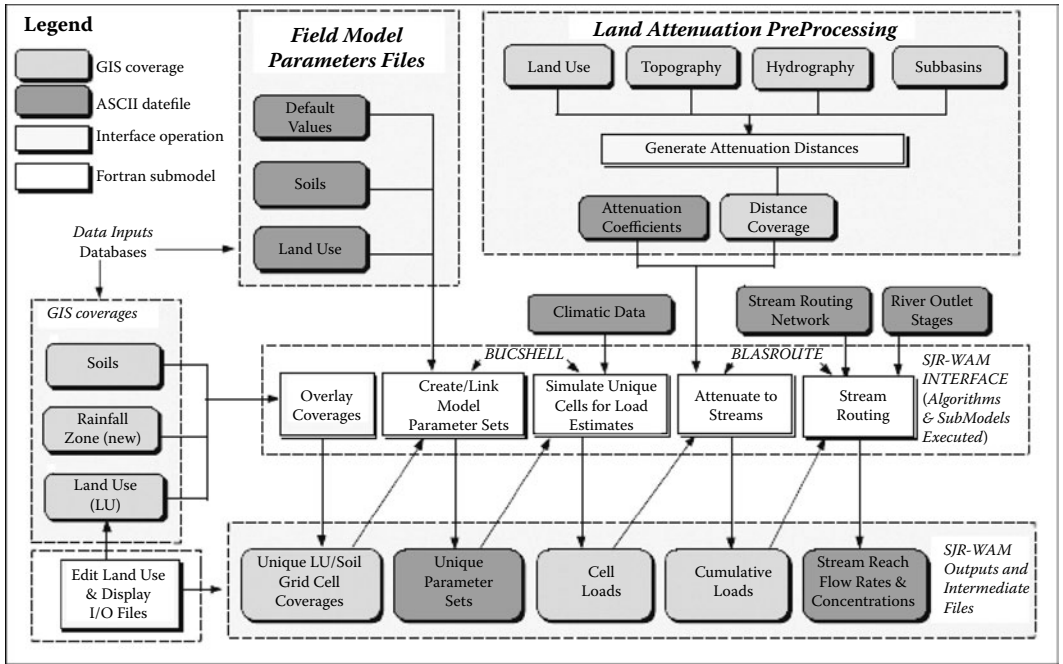 Legend
GIS coverage
ASCII datefile
Interface operation
Fortran submodel
Field Model
Parameters Files
Default
Values
Soils
Land Use
Land Attenuation PreProcessing
Land Use
Topography
Hydrography
Subbasins
Generate Attenuation Distances
Attenuation
Coefficients
Distance
Coverage
Data Inputs
Databases
GIS coverages
Soils
Rainfall
Zone (new)
Land Use
(LU)
Climatic Data
Stream Routing
Network
River Outlet
Stages
BUCSHELL
BLASROUTE
Overlay
Coverages
Create/Link
Model
Parameter Sets
Simulate Unique
Cells for Load
Estimates
Attenuate to
Streams
Stream
Routing
SJR-WAM
INTERFACE
(Algorithms
& SubModels
Executed)
Edit Land Use
& Display
I/O Files
Unique LU/Soil
Grid Cell
Coverages
Unique
Parameter
Sets
Cell
Loads
Cumulative
Loads
Stream Reach
Flow Rates &
Concentrations
SJR-WAM
Outputs and
Intermediate
Files